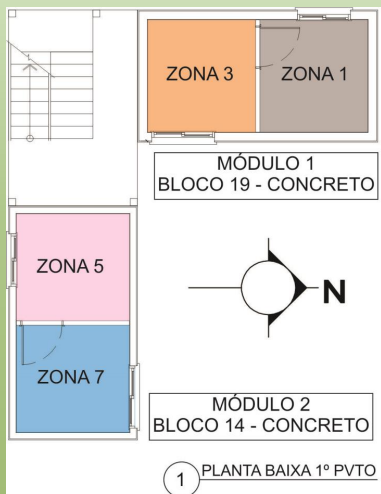 ZONA 3
ZONA 1
MÓDULO 1
BLOCO 19 - CONCRETO
ZONA 5
N
ZONA 7
MÓDULO 2
BLOCO 14 - CONCRETO
1 PLANTA BAIXA 1º PVTO